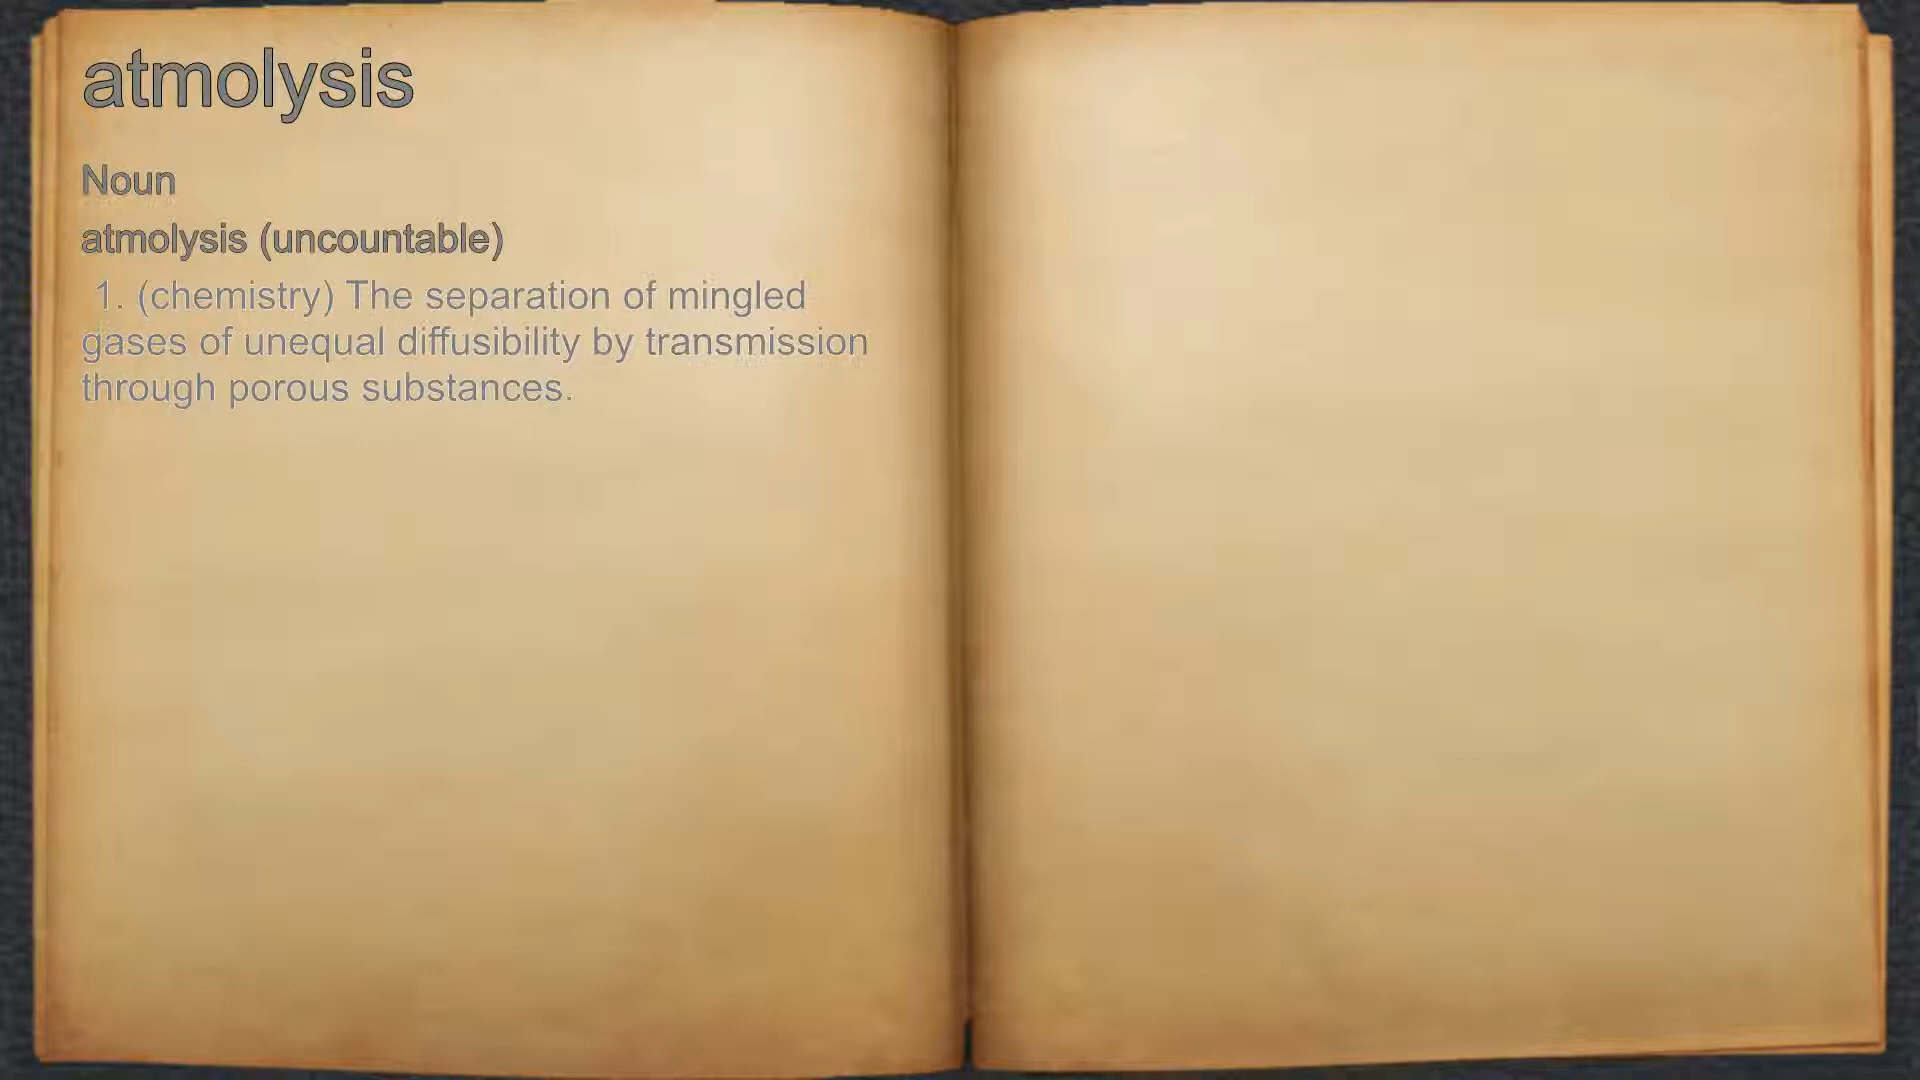 atmolysis
Noun
atmolysis (uncountable)
1. (chemistry) The separation of mingled
gases of unequal diffusibility by transmission
through porous substances.